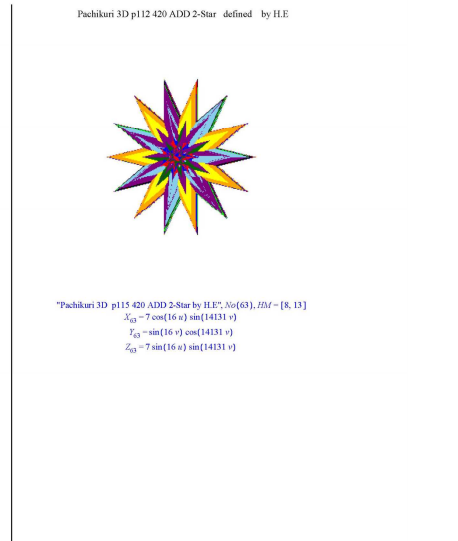 Pachikuri 3D p112 420 ADD 2-Star defined by H.E
"Pachikuri 3D p115 420 ADD 2-Star by H.E", No(63), HM = [8, 13]
X₆₃ = 7 cos(16 u) sin(14131 v)
Y₆₃ = sin(16 v) cos(14131 v)
Z₆₃ = 7 sin(16 u) sin(14131 v)